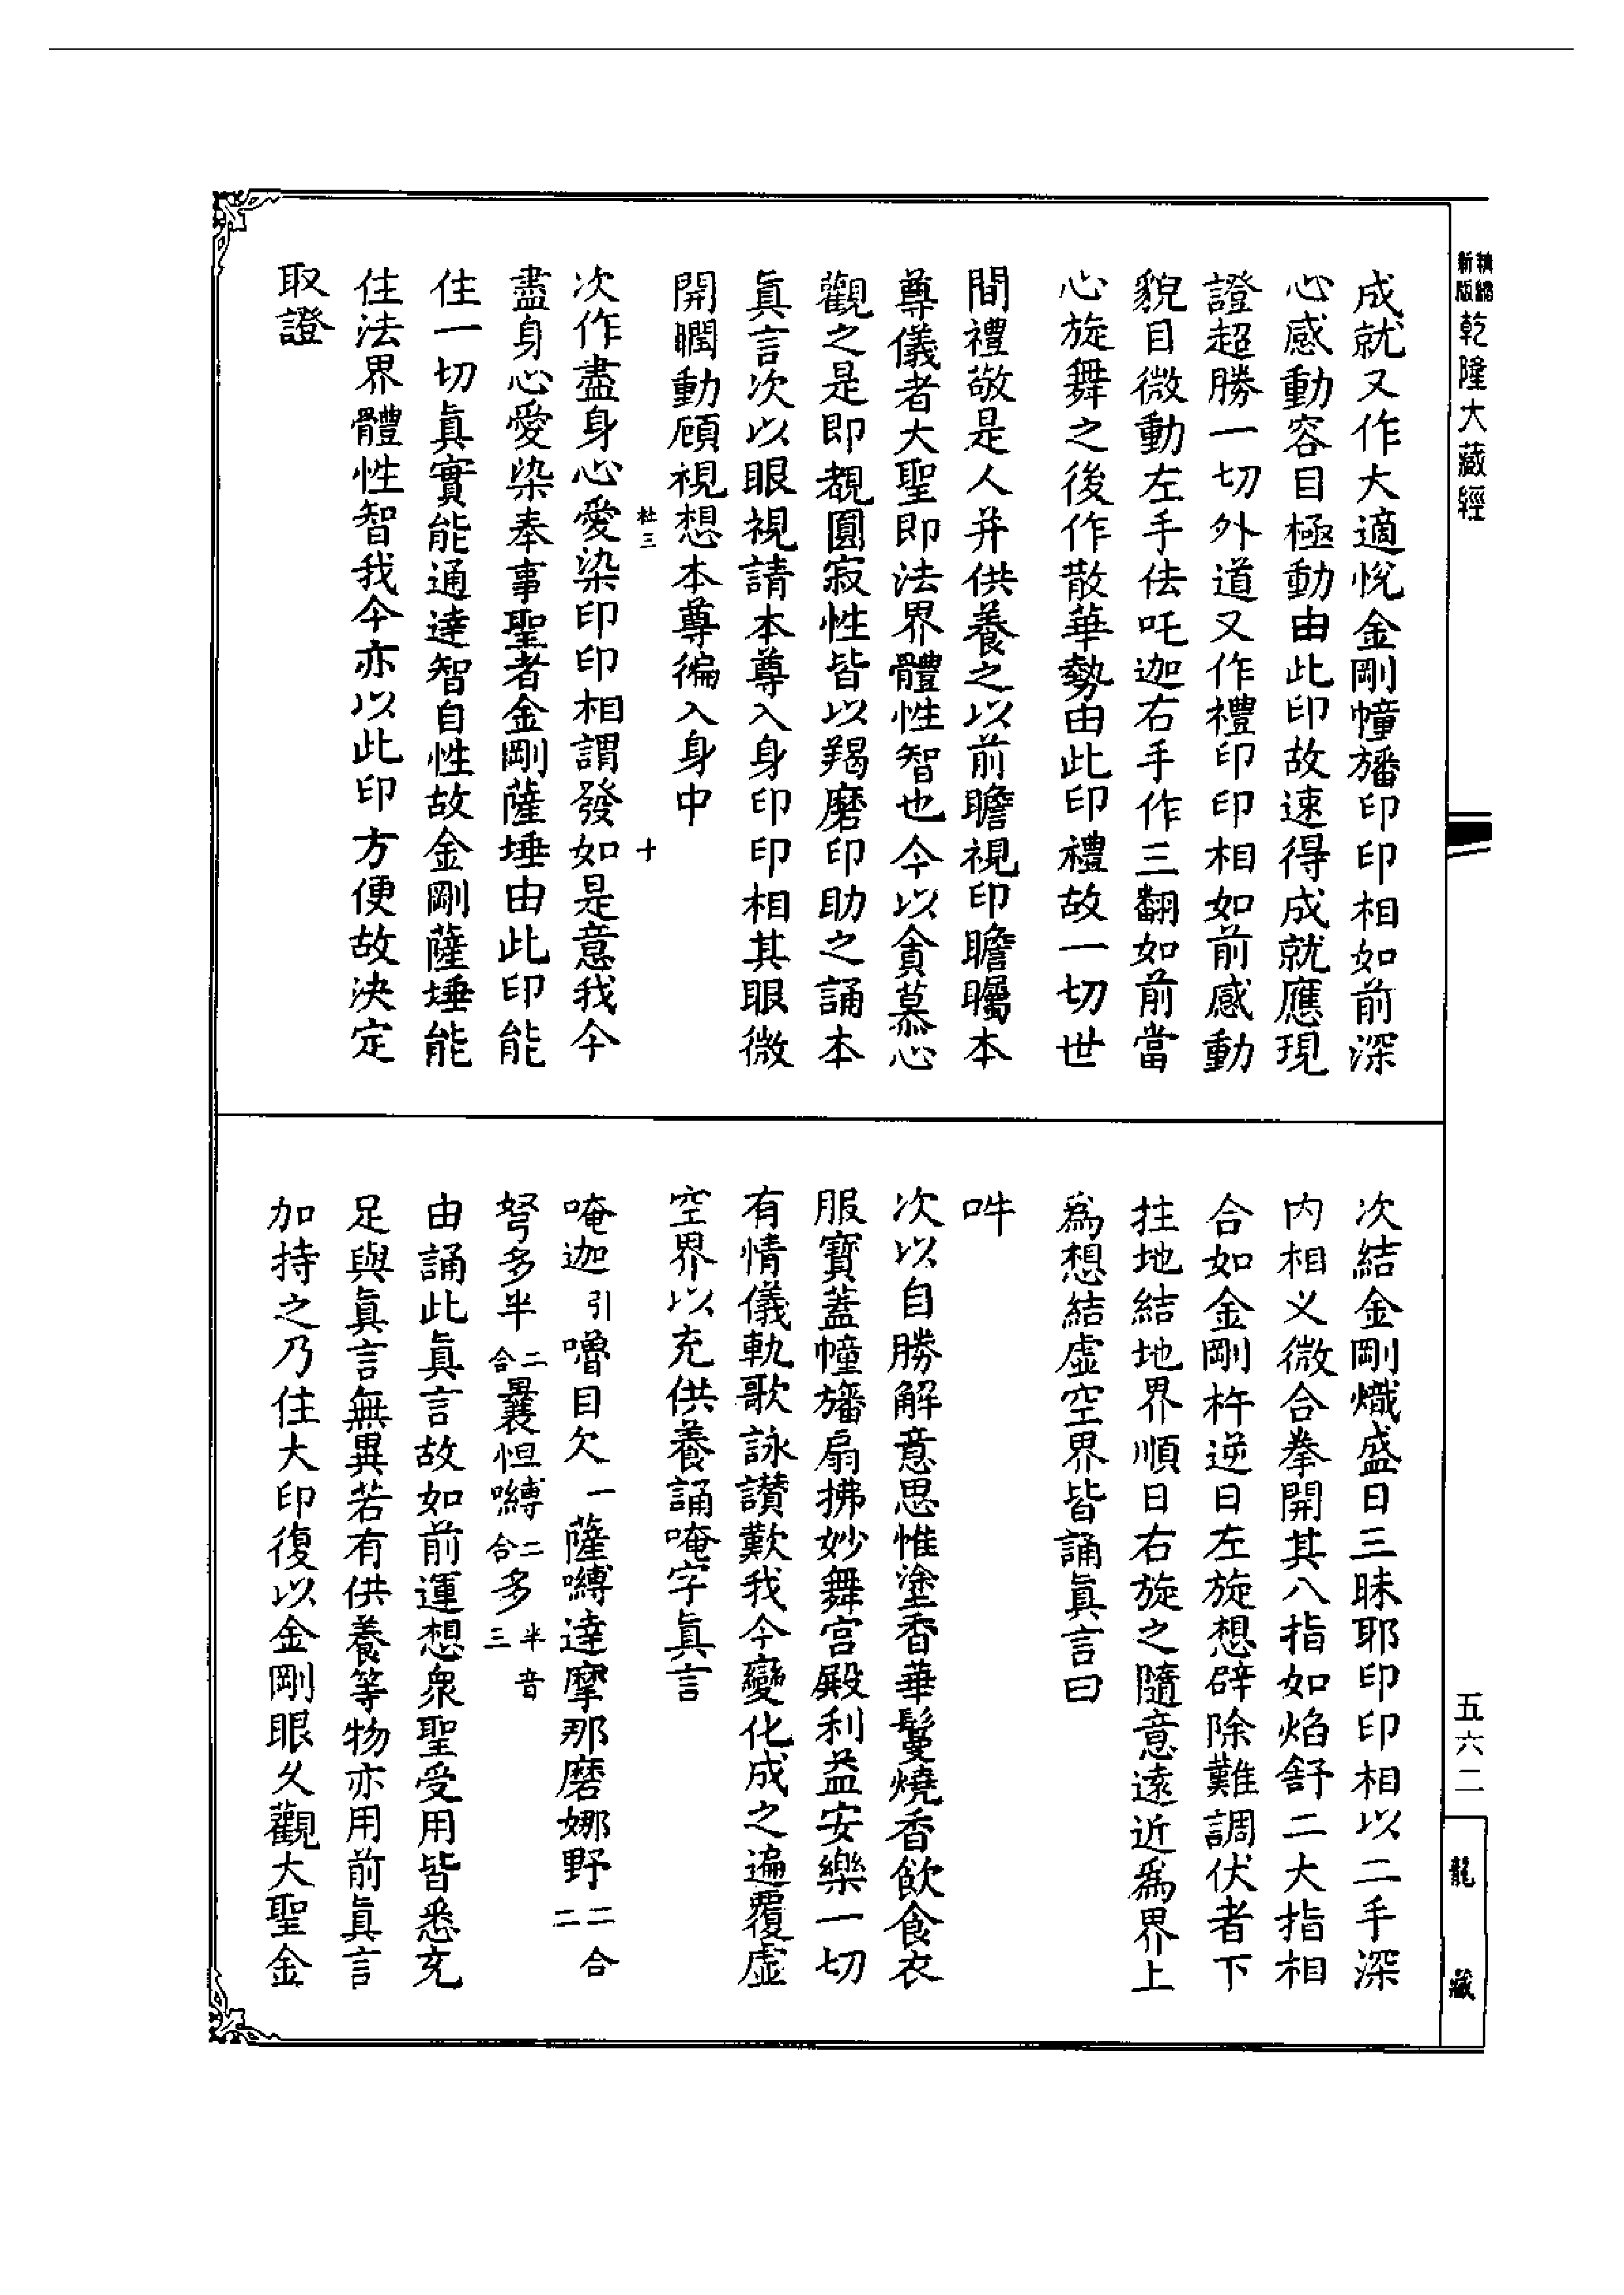 精縮新版乾隆大藏經
成就又作大適悅金剛幢旛印印相如前深
心感動容目極動由此印故速得成就應現
證超勝一切外道又作禮印印相如前感動
貌目微動左手佉吒迦右手作三翻如前當
心旋舞之後作散華勢由此印禮故一切世
間禮敬是人并供養之以前瞻視印瞻矚本
尊儀者大聖即法界體性智也今以貪慕心
觀之是即覩圓寂性皆以羯磨印助之誦本
眞言次以眼視請本尊入身印印相其眼微
開瞤動頋視想本尊徧入身中
杜三 十
次作盡身心愛染印印相謂發如是意我今
盡身心愛染奉事聖者金剛薩埵由此印能
住一切眞實能通達智自性故金剛薩埵能
住法界體性智我今亦以此印方便故決定
取證
次結金剛熾盛日三昧耶印印相以二手深
内相义微合拳開其八指如焰舒二大指相
合如金剛杵逆日左旋想辟除難調伏者下
拄地結地界順日右旋之隨意遠近爲界上
爲想結虛空界皆誦眞言曰
吽
次以自勝解意思惟塗香華鬘燒香飲食衣
服寶蓋幢旛扇拂妙舞宫殿利益安樂一切
有情儀軌歌詠讃歎我今變化成之遍覆虛
空界以充供養誦唵字眞言
唵迦引嚕目欠一薩嚩達摩那磨娜野二合二
弩多半二合曩怛嚩二合多半音三
由誦此眞言故如前運想衆聖受用皆悉充
足與眞言無異若有供養等物亦用前眞言
加持之乃住大印復以金剛眼久觀大聖金
五六二
龍藏